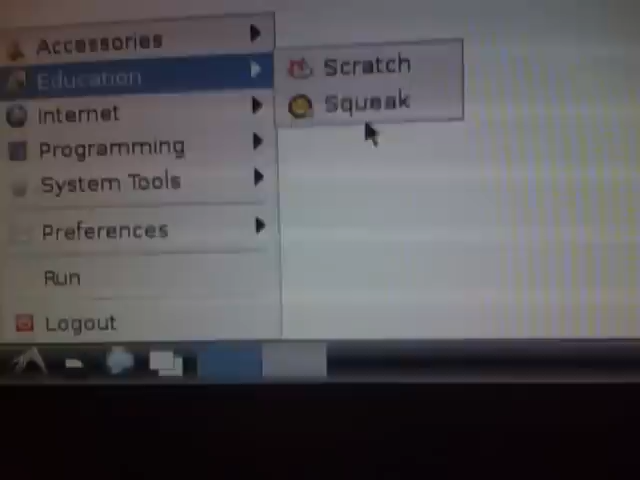 Accessories
Education
Internet
Programming
System Tools
Preferences
Run
Logout
Scratch
Squeak